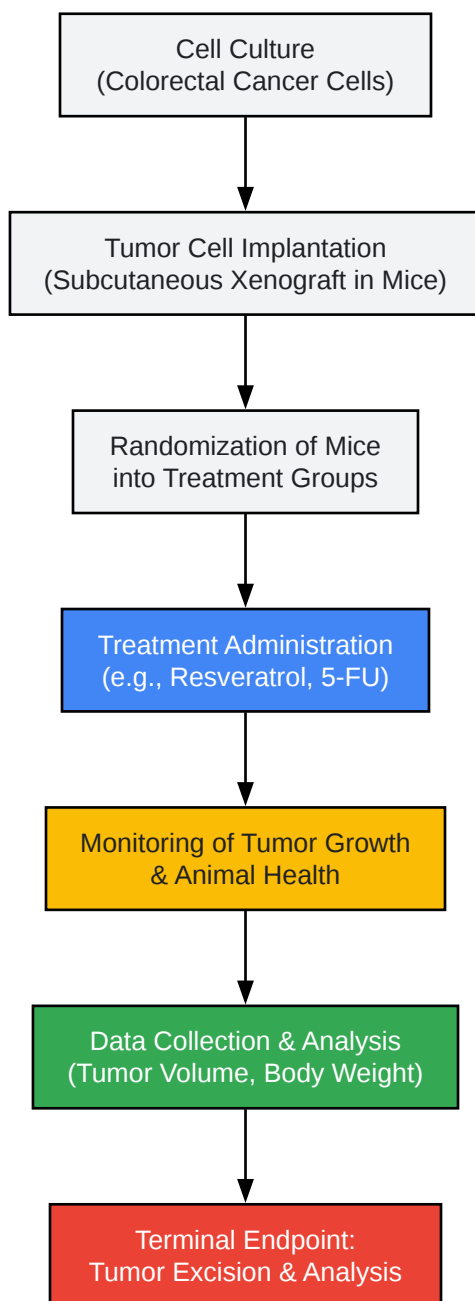 Cell Culture
(Colorectal Cancer Cells)
Tumor Cell Implantation
(Subcutaneous Xenograft in Mice)
Randomization of Mice
into Treatment Groups
Treatment Administration
(e.g., Resveratrol, 5-FU)
Monitoring of Tumor Growth
& Animal Health
Data Collection & Analysis
(Tumor Volume, Body Weight)
Terminal Endpoint:
Tumor Excision & Analysis